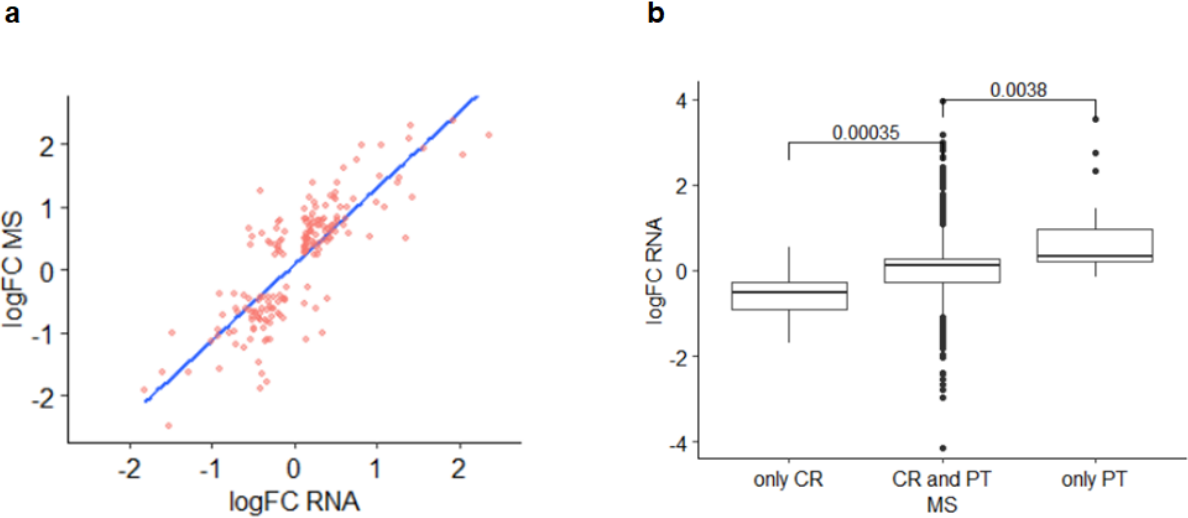 a
logFC MS
2
1
0
-1
-2
-2 -1 0 1 2
logFC RNA
b
logFC RNA
4
2
0
-2
-4
0.0038
0.00035
only CR CR and PT only PT
MS